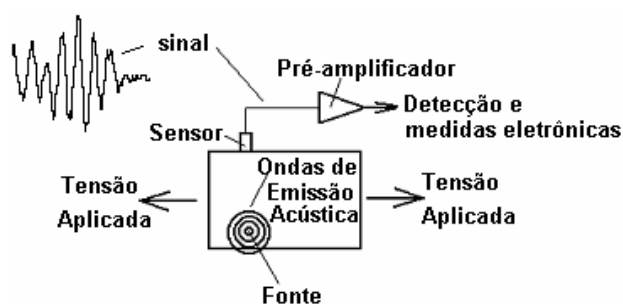 sinal
Pré-amplificador
Detecção e
medidas eletrônicas
Sensor
Ondas de
Emissão
Acústica
Tensão
Aplicada
Tensão
Aplicada
Fonte